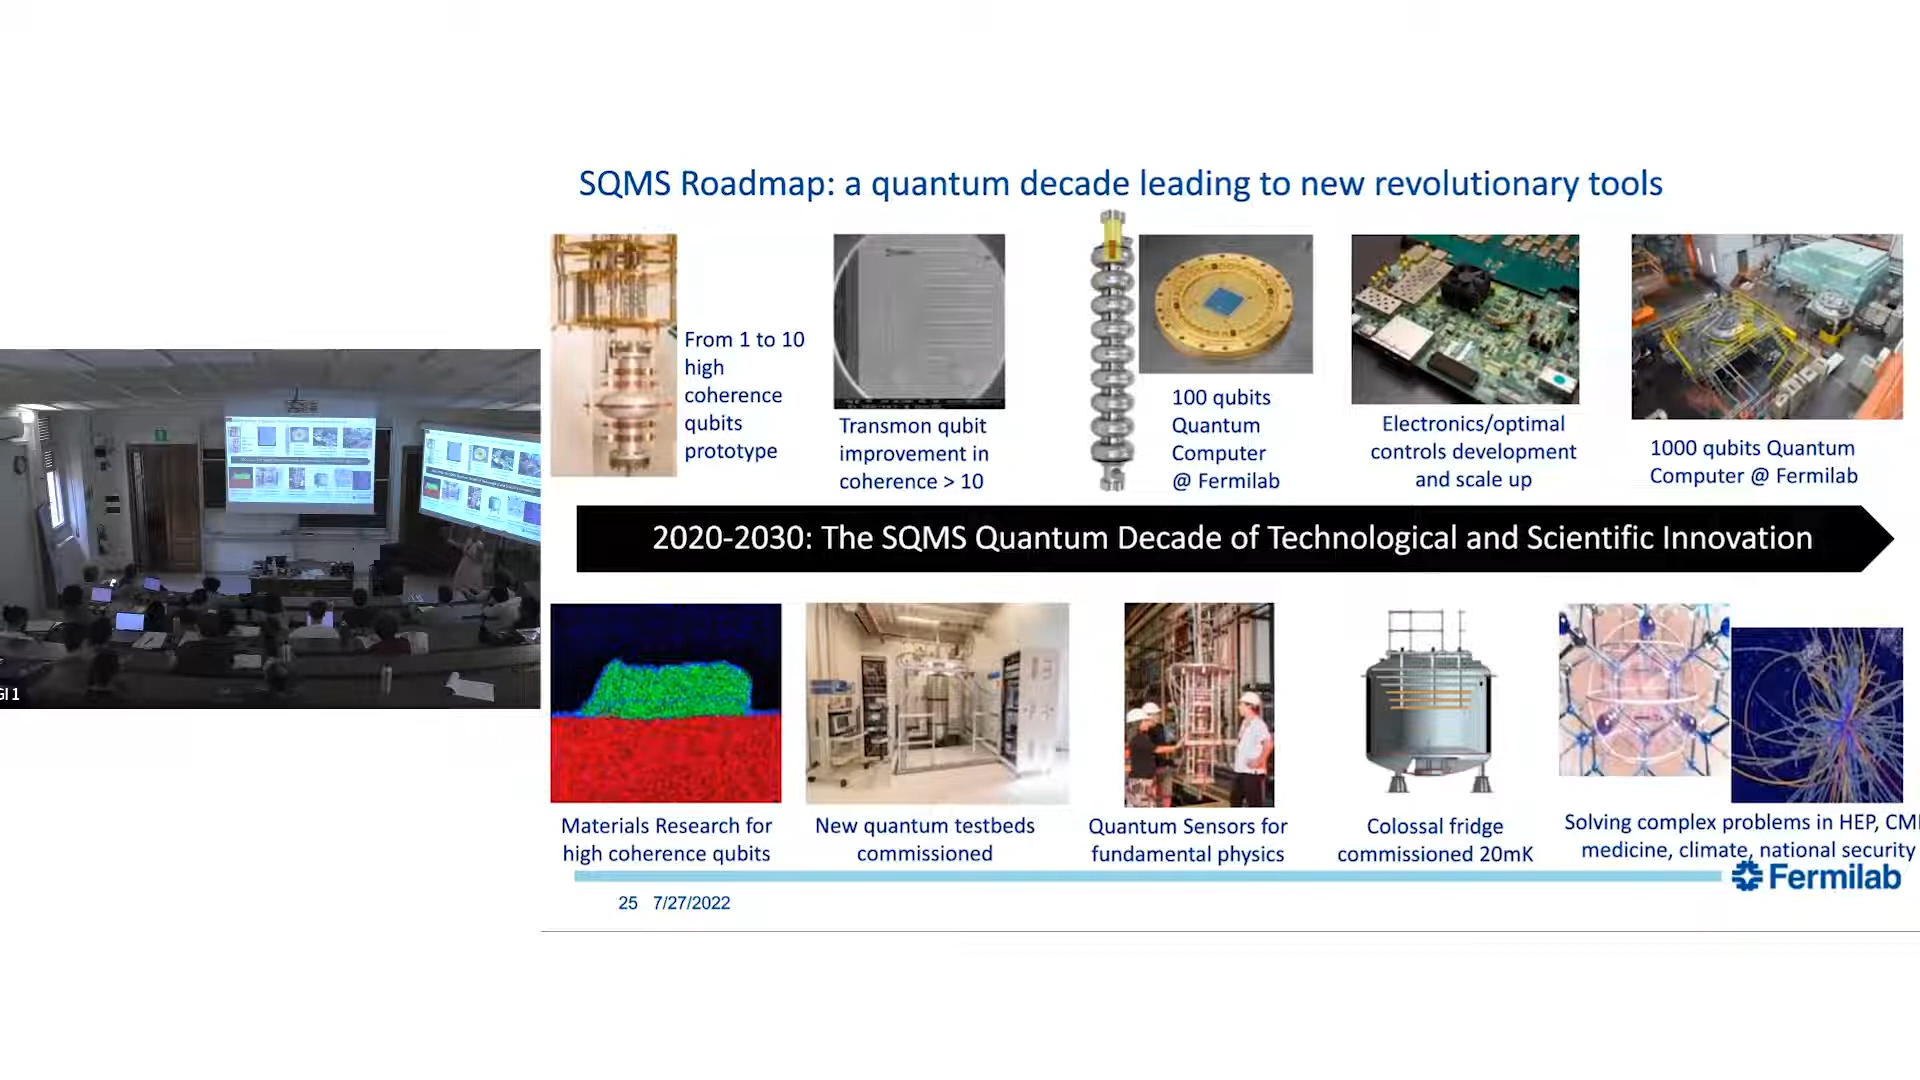 SQMS Roadmap: a quantum decade leading to new revolutionary tools
From 1 to 10
high
coherence
qubits
prototype
Transmon qubit
improvement in
coherence > 10
100 qubits
Quantum
Computer
@ Fermilab
Electronics/optimal
controls development
and scale up
1000 qubits Quantum
Computer @ Fermilab
2020-2030: The SQMS Quantum Decade of Technological and Scientific Innovation
Materials Research for
high coherence qubits
New quantum testbeds
commissioned
Quantum Sensors for
fundamental physics
Colossal fridge
commissioned 20mK
Solving complex problems in HEP,
medicine, climate, national security
Fermilab
25 7/27/2022